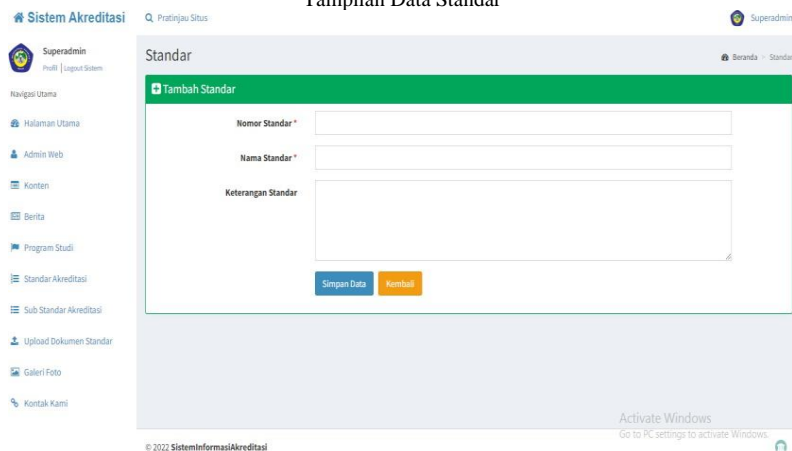 Tampilan Data Standar
Sistem Akreditasi
Pratinjau Situs
Superadmin
Superadmin
Profil | Logout Sistem
Standar
Beranda > Standar
Navigasi Utama
Halaman Utama
Admin Web
Konten
Berita
Program Studi
Standar Akreditasi
Sub Standar Akreditasi
Upload Dokumen Standar
Galeri Foto
Kontak Kami
Tambah Standar
Nomor Standar*
Nama Standar*
Keterangan Standar
Simpan Data
Kembali
Activate Windows
Go to PC settings to activate Windows.
© 2022 SistemInformasiAkreditasi